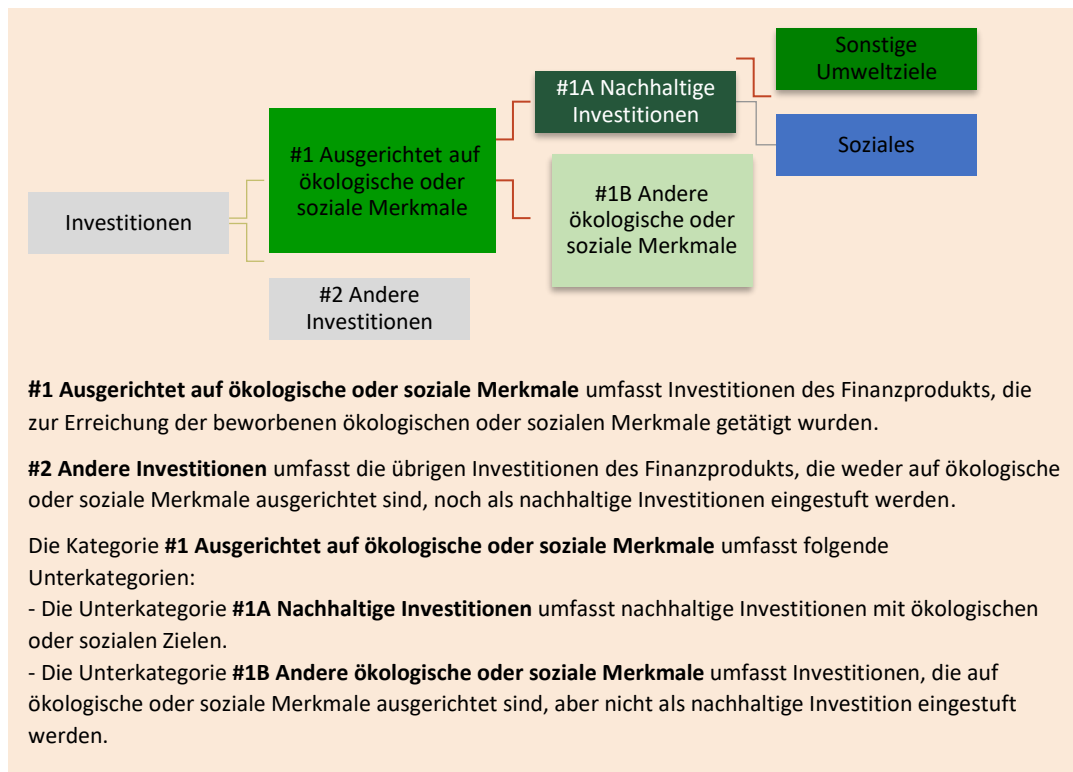 Sonstige
Umweltziele
#1A Nachhaltige
Investitionen
#1 Ausgerichtet auf
ökologische oder
soziale Merkmale
Soziales
#1B Andere
ökologische oder
soziale Merkmale
Investitionen
#2 Andere
Investitionen
#1 Ausgerichtet auf ökologische oder soziale Merkmale umfasst Investitionen des Finanzprodukts, die
zur Erreichung der beworbenen ökologischen oder sozialen Merkmale getätigt wurden.
#2 Andere Investitionen umfasst die übrigen Investitionen des Finanzprodukts, die weder auf ökologische
oder soziale Merkmale ausgerichtet sind, noch als nachhaltige Investitionen eingestuft werden.
Die Kategorie #1 Ausgerichtet auf ökologische oder soziale Merkmale umfasst folgende
Unterkategorien:
- Die Unterkategorie #1A Nachhaltige Investitionen umfasst nachhaltige Investitionen mit ökologischen
oder sozialen Zielen.
- Die Unterkategorie #1B Andere ökologische oder soziale Merkmale umfasst Investitionen, die auf
ökologische oder soziale Merkmale ausgerichtet sind, aber nicht als nachhaltige Investition eingestuft
werden.